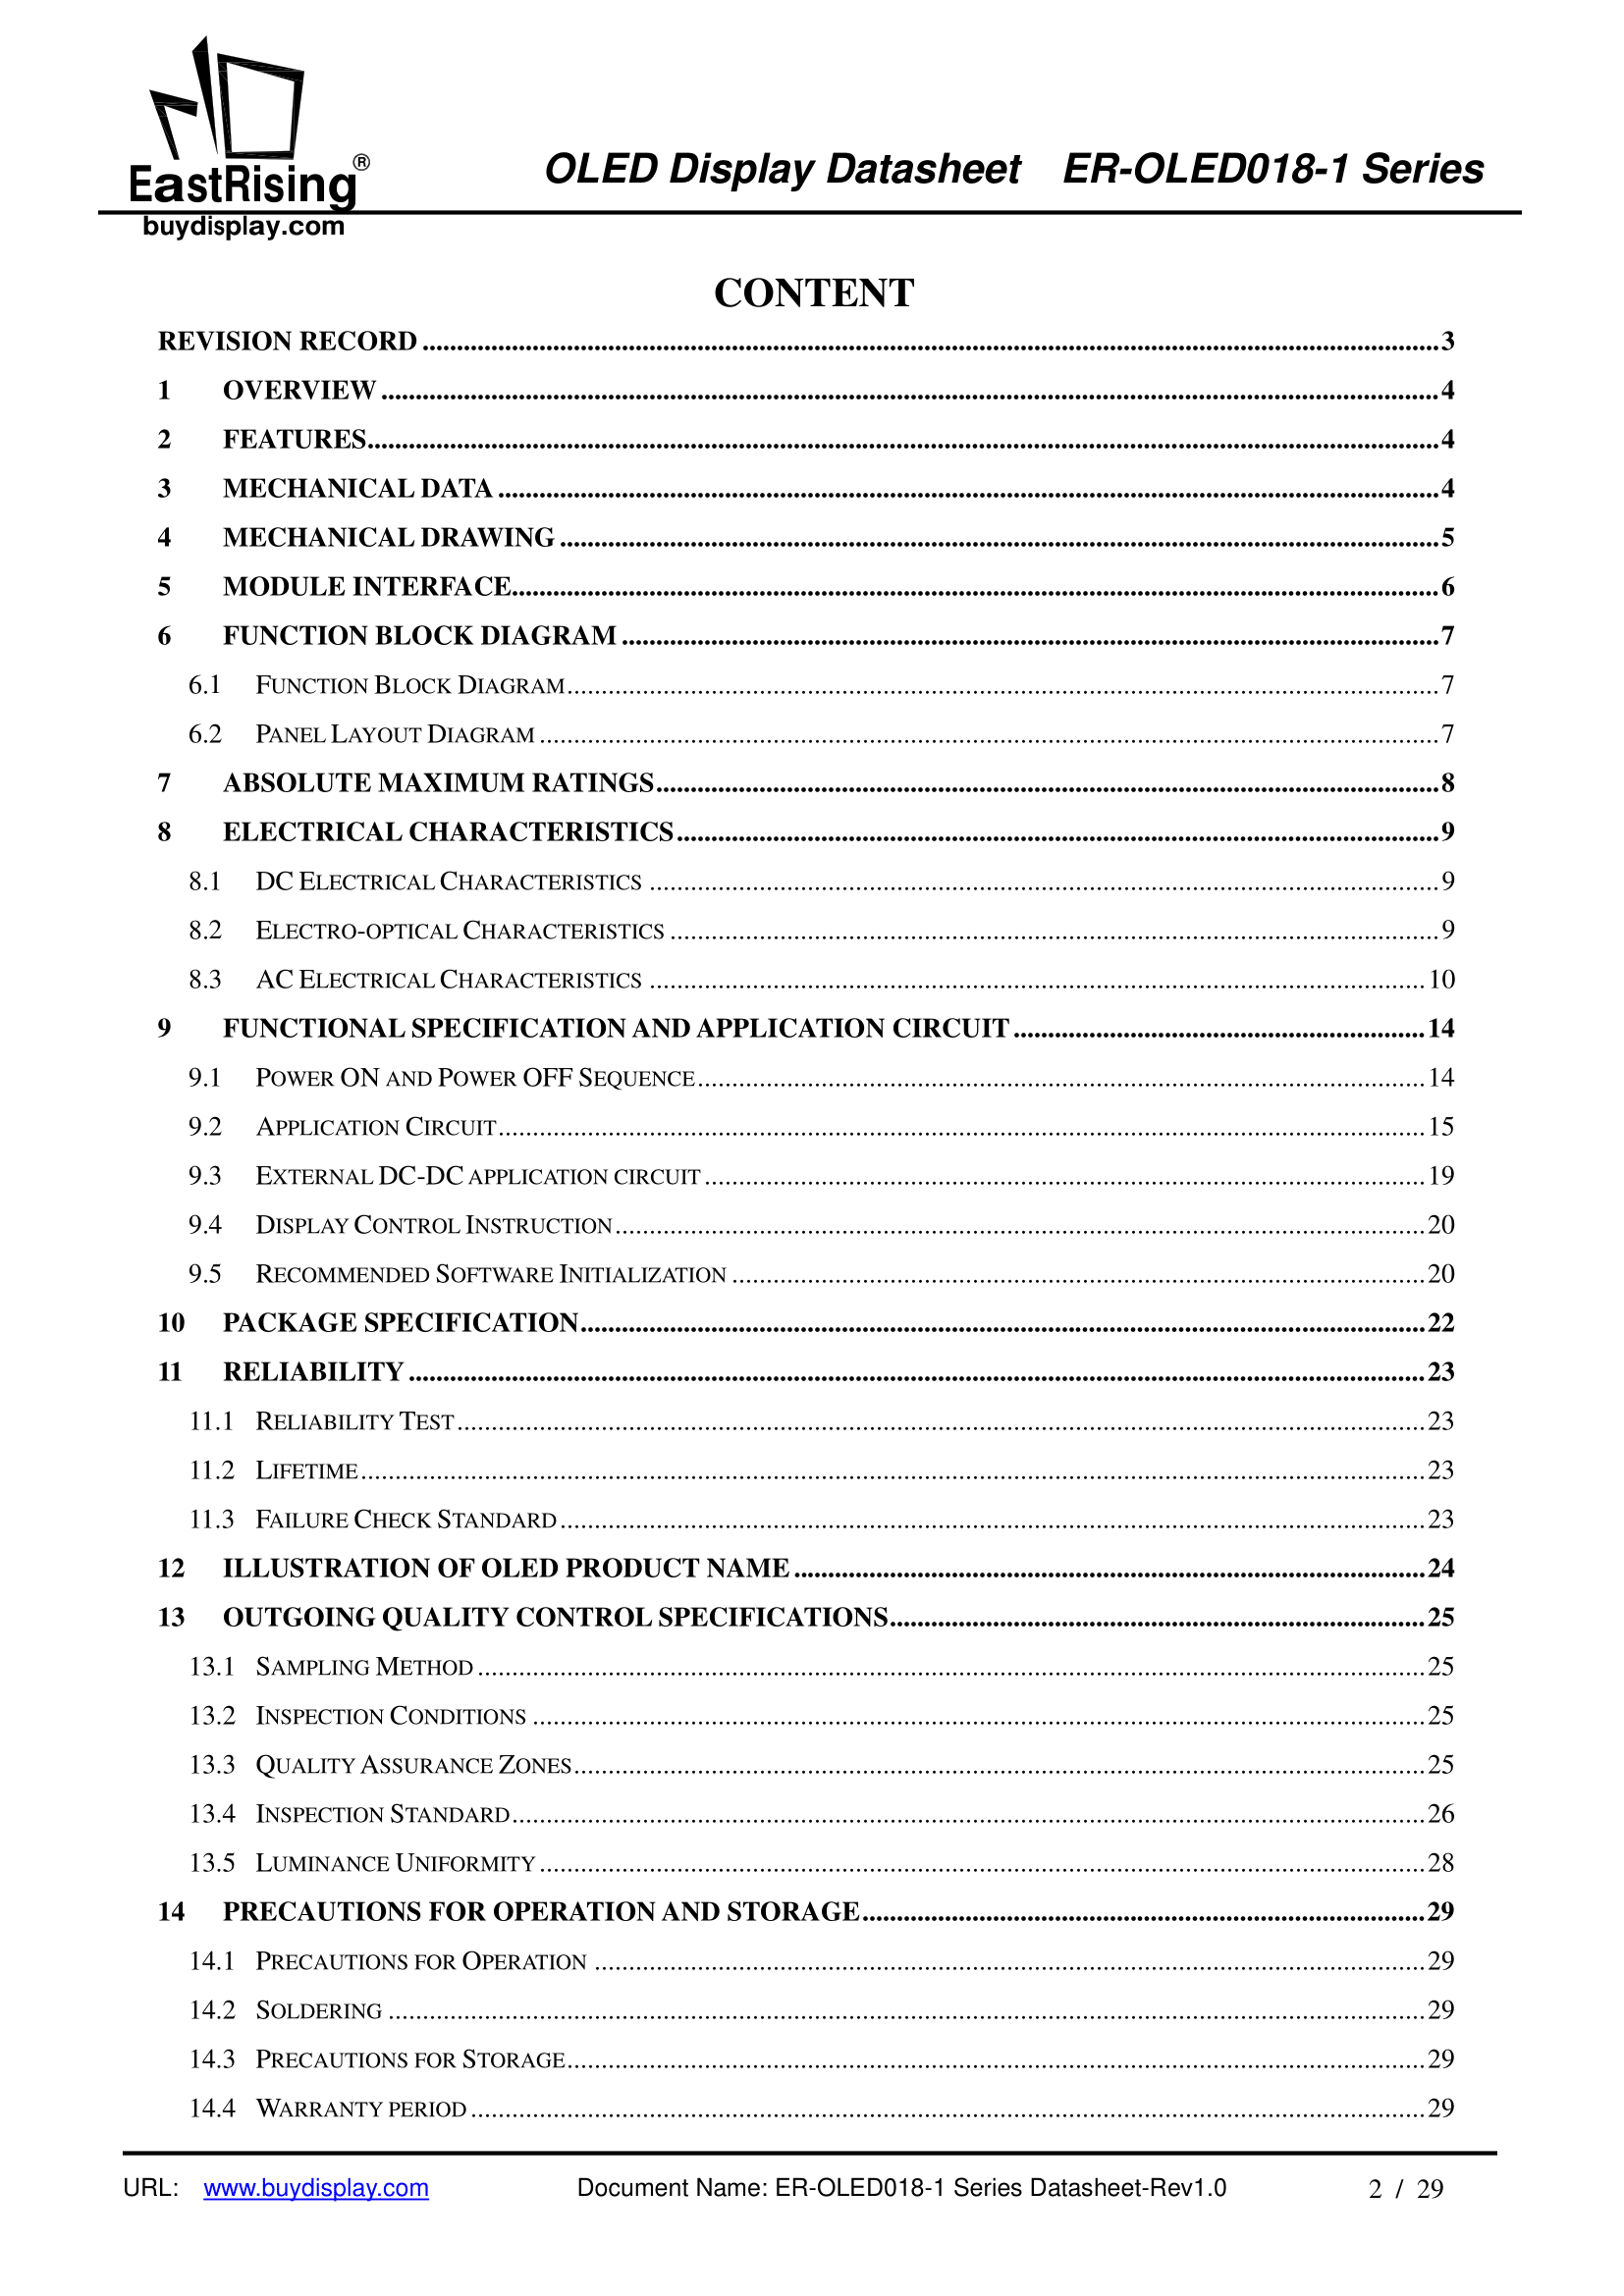 EastRising®
buydisplay.com
OLED Display Datasheet ER-OLED018-1 Series
CONTENT
REVISION RECORD ........ 3
1 OVERVIEW ........ 4
2 FEATURES ........ 4
3 MECHANICAL DATA ........ 4
4 MECHANICAL DRAWING ........ 5
5 MODULE INTERFACE ........ 6
6 FUNCTION BLOCK DIAGRAM ........ 7
6.1 FUNCTION BLOCK DIAGRAM ........ 7
6.2 PANEL LAYOUT DIAGRAM ........ 7
7 ABSOLUTE MAXIMUM RATINGS ........ 8
8 ELECTRICAL CHARACTERISTICS ........ 9
8.1 DC ELECTRICAL CHARACTERISTICS ........ 9
8.2 ELECTRO-OPTICAL CHARACTERISTICS ........ 9
8.3 AC ELECTRICAL CHARACTERISTICS ........ 10
9 FUNCTIONAL SPECIFICATION AND APPLICATION CIRCUIT ........ 14
9.1 POWER ON AND POWER OFF SEQUENCE ........ 14
9.2 APPLICATION CIRCUIT ........ 15
9.3 EXTERNAL DC-DC APPLICATION CIRCUIT ........ 19
9.4 DISPLAY CONTROL INSTRUCTION ........ 20
9.5 RECOMMENDED SOFTWARE INITIALIZATION ........ 20
10 PACKAGE SPECIFICATION ........ 22
11 RELIABILITY ........ 23
11.1 RELIABILITY TEST ........ 23
11.2 LIFETIME ........ 23
11.3 FAILURE CHECK STANDARD ........ 23
12 ILLUSTRATION OF OLED PRODUCT NAME ........ 24
13 OUTGOING QUALITY CONTROL SPECIFICATIONS ........ 25
13.1 SAMPLING METHOD ........ 25
13.2 INSPECTION CONDITIONS ........ 25
13.3 QUALITY ASSURANCE ZONES ........ 25
13.4 INSPECTION STANDARD ........ 26
13.5 LUMINANCE UNIFORMITY ........ 28
14 PRECAUTIONS FOR OPERATION AND STORAGE ........ 29
14.1 PRECAUTIONS FOR OPERATION ........ 29
14.2 SOLDERING ........ 29
14.3 PRECAUTIONS FOR STORAGE ........ 29
14.4 WARRANTY PERIOD ........ 29
URL: www.buydisplay.com Document Name: ER-OLED018-1 Series Datasheet-Rev1.0 2 / 29